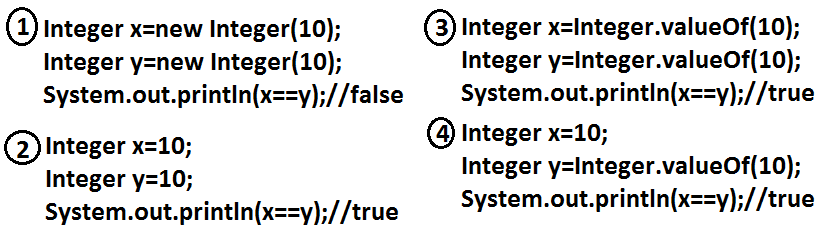 1 Integer x=new Integer(10);
Integer y=new Integer(10);
System.out.println(x==y);//false
2 Integer x=10;
Integer y=10;
System.out.println(x==y);//true
3 Integer x=Integer.valueOf(10);
Integer y=Integer.valueOf(10);
System.out.println(x==y);//true
4 Integer x=10;
Integer y=Integer.valueOf(10);
System.out.println(x==y);//true